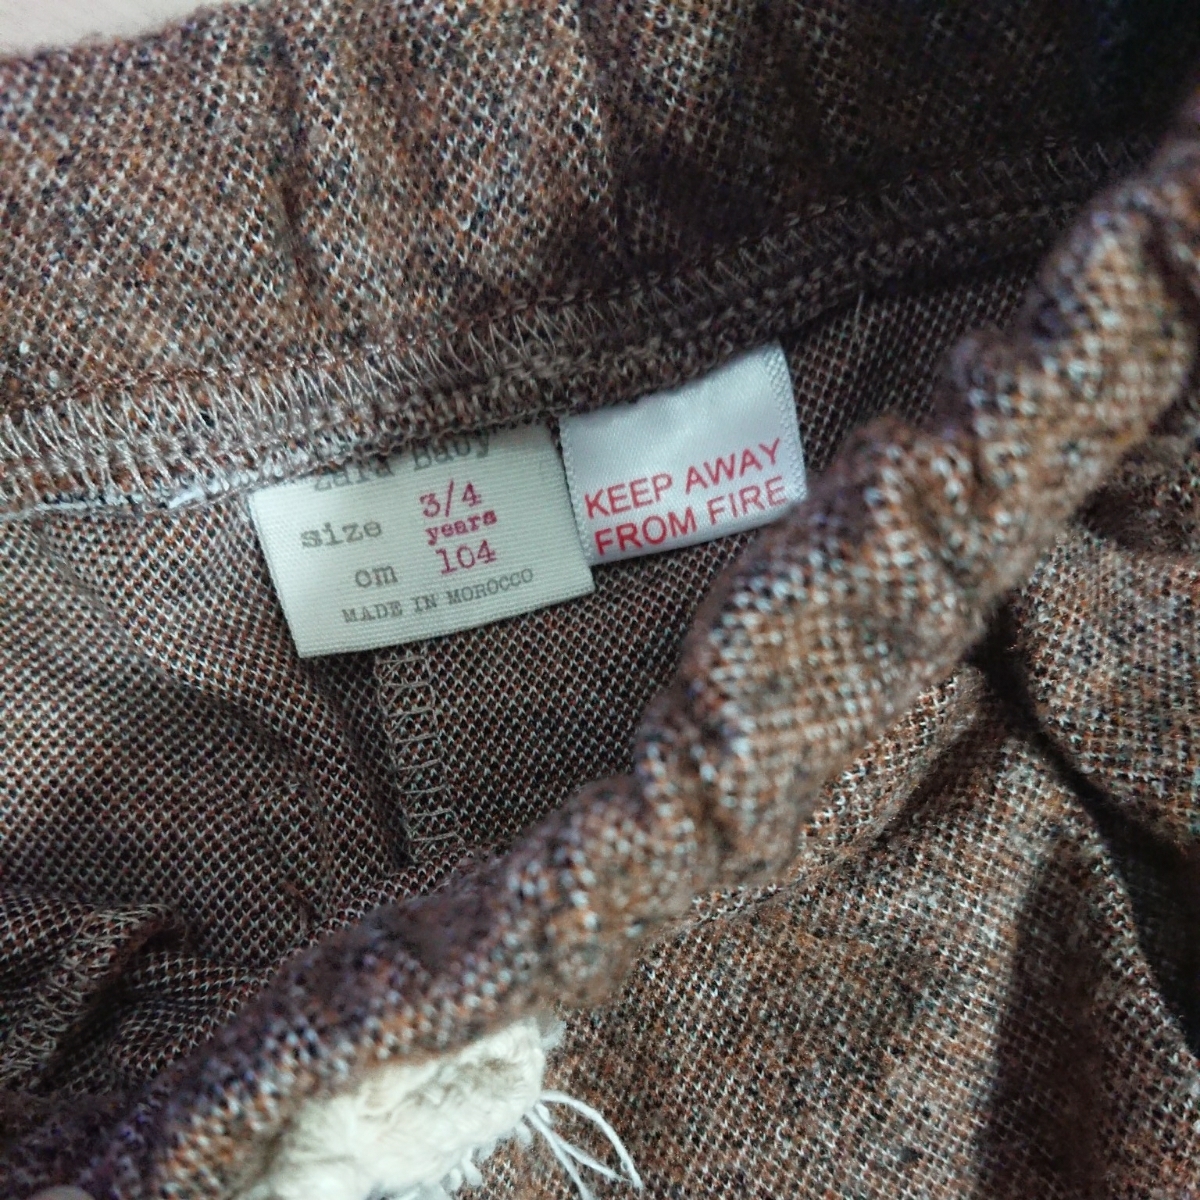 zara Baby
size 3/4
years
cm 104
MADE IN MOROCCO
KEEP AWAY
FROM FIRE